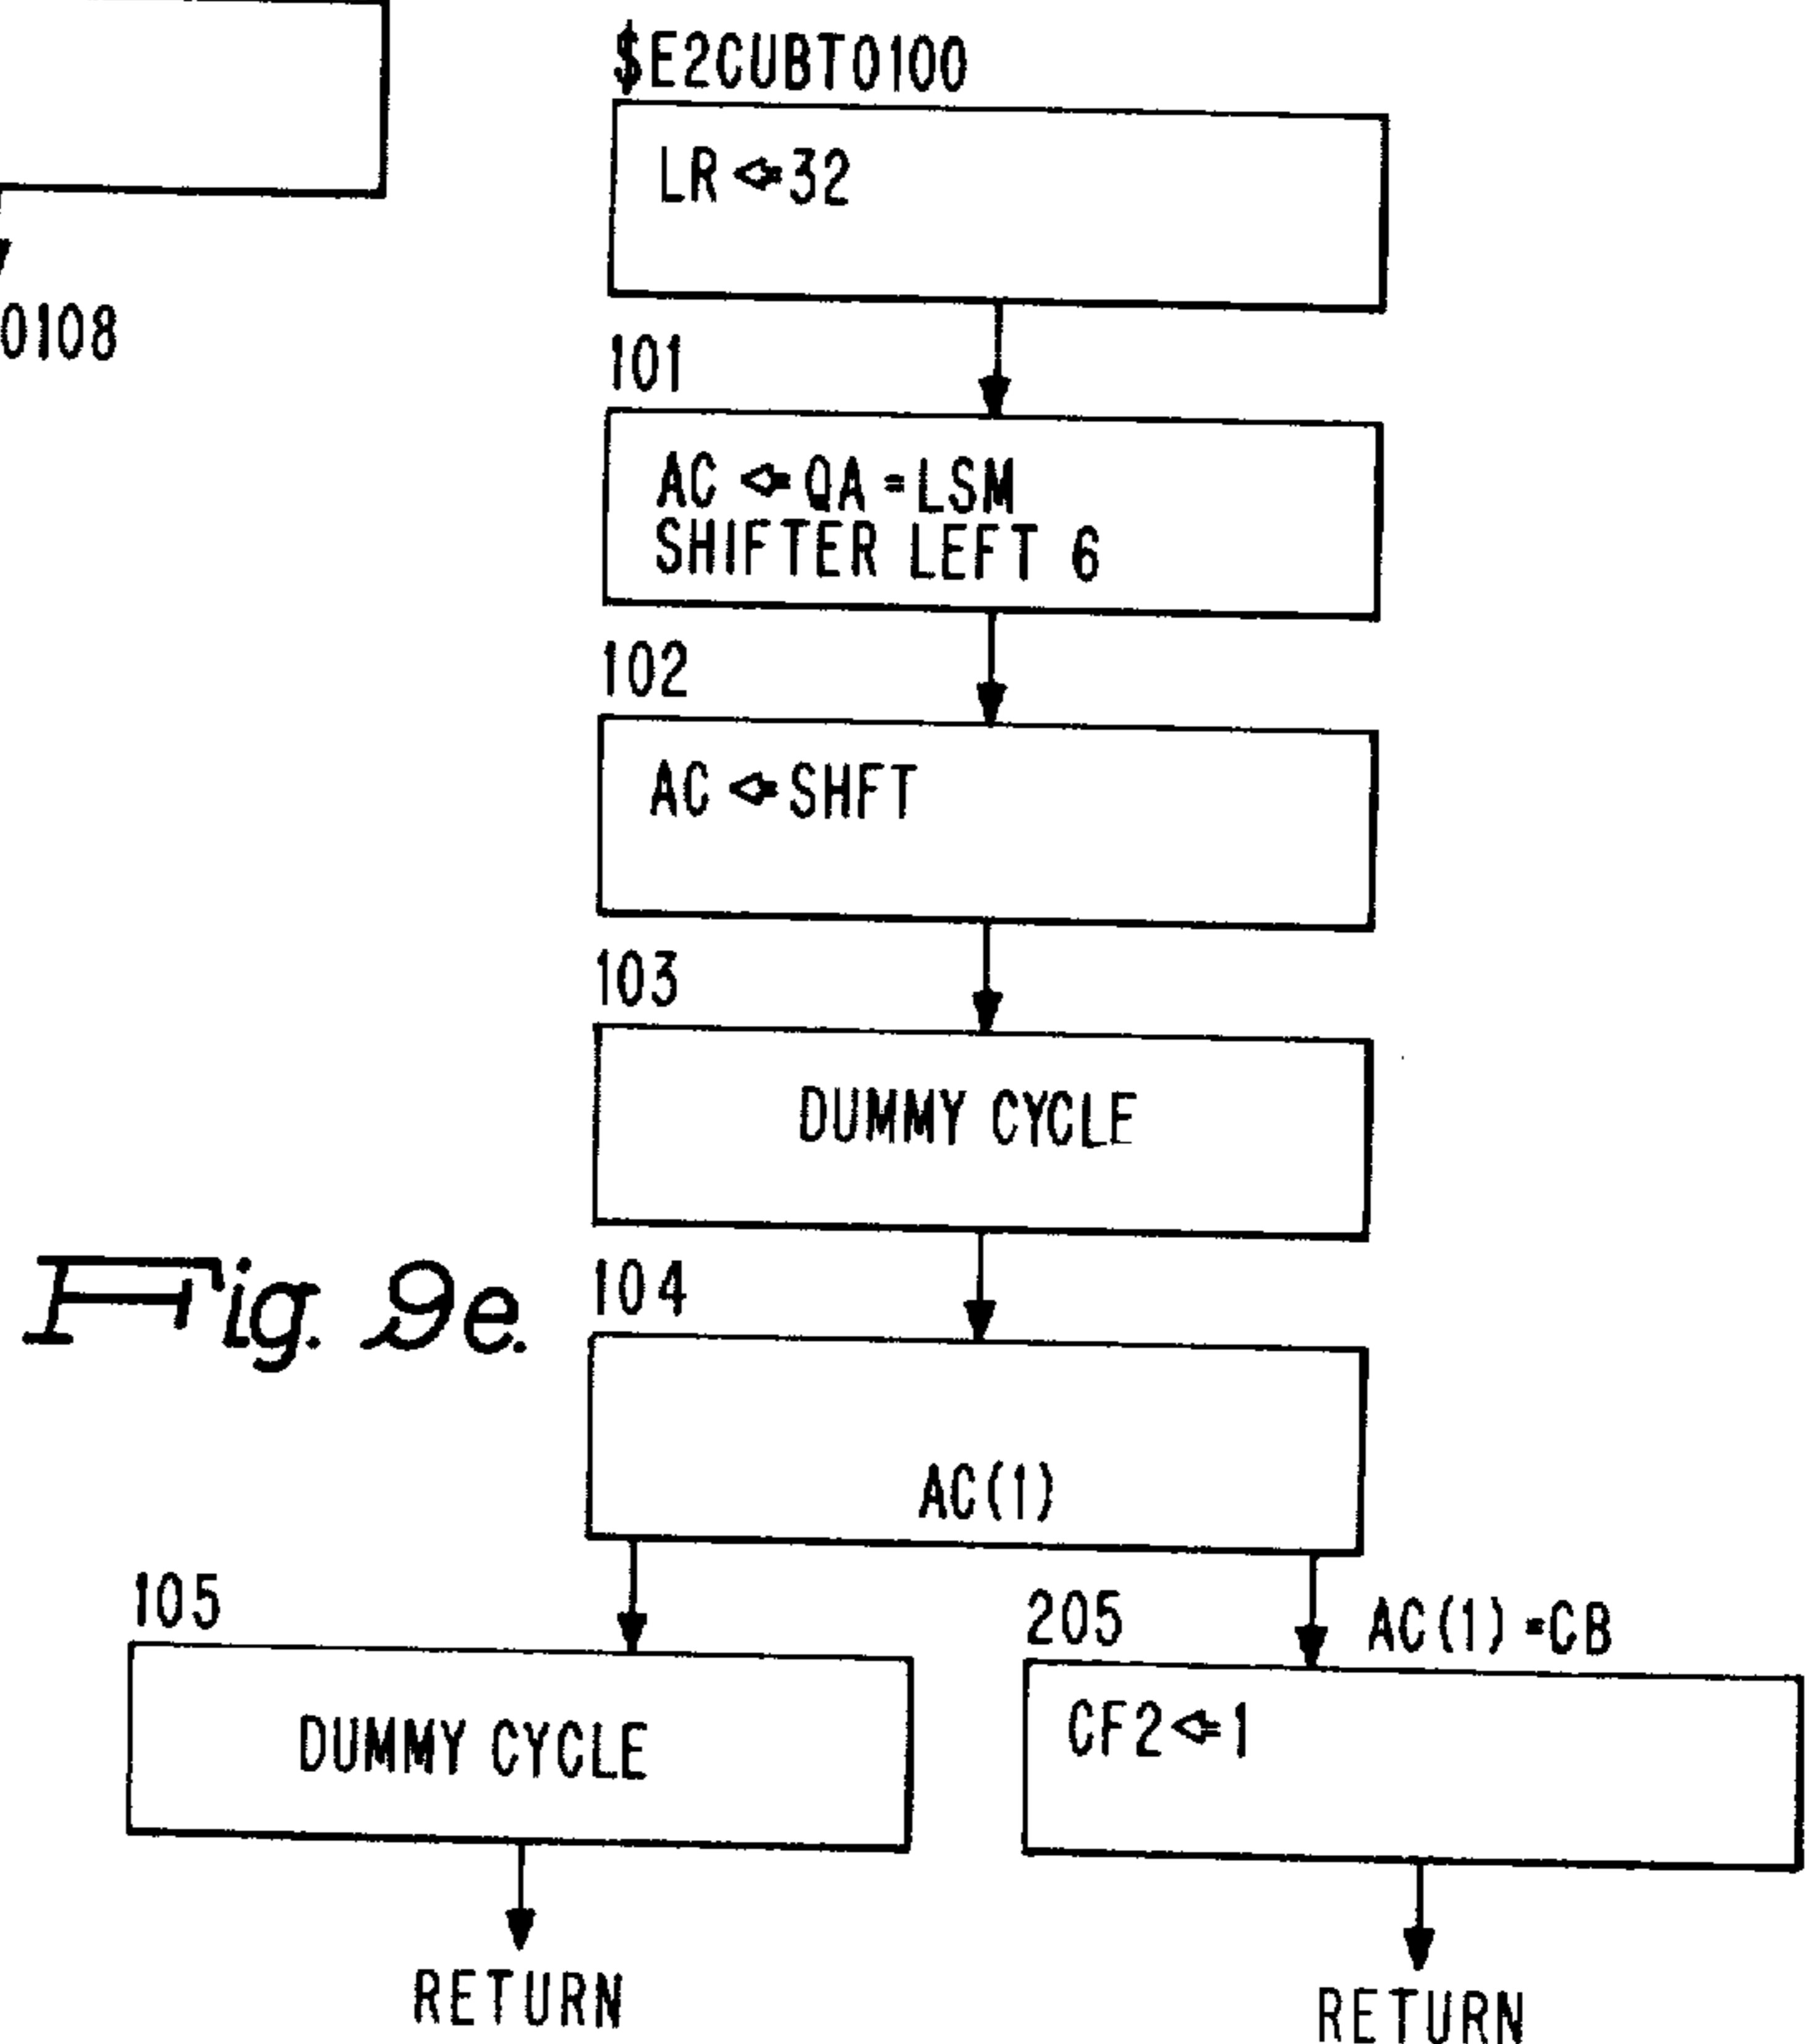 $E2CUBT0100
LR⇐32
0108
101
AC⇐QA=LSM
SHIFTER LEFT 6
102
AC⇐SHFT
103
DUMMY CYCLE
Fig. 9e.
104
AC(1)
105
205
AC(1)=CB
DUMMY CYCLE
CF2⇐1
RETURN
RETURN